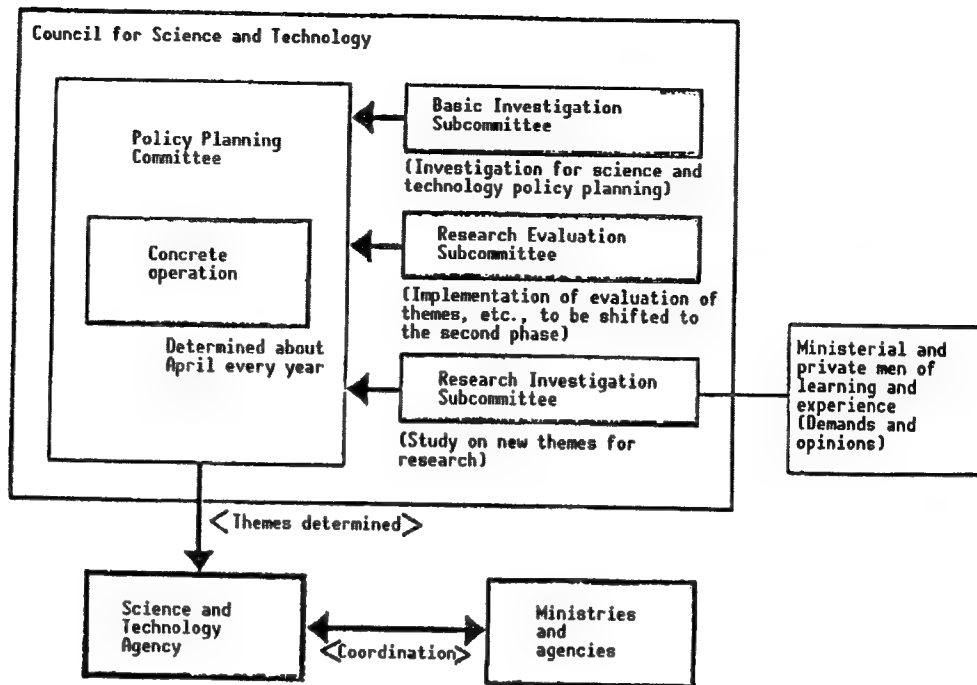 Council for Science and Technology
Policy Planning
Committee
Concrete
operation
Determined about
April every year
Basic Investigation
Subcommittee
(Investigation for science and
technology policy planning)
Research Evaluation
Subcommittee
(Implementation of evaluation of
themes, etc., to be shifted to
the second phase)
Research Investigation
Subcommittee
(Study on new themes for
research)
Ministerial and
private men of
learning and
experience
(Demands and
opinions)
<Themes determined>
Science and
Technology
Agency
<Coordination>
Ministries
and
agencies